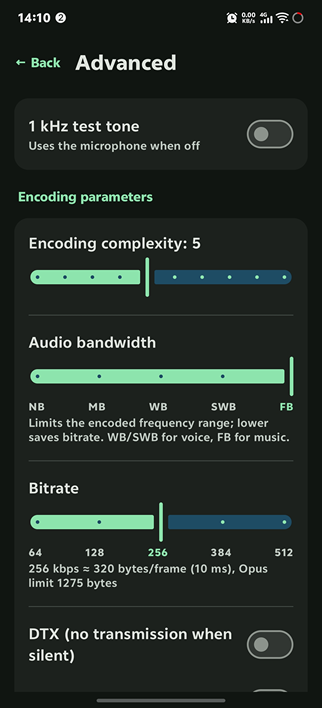 14:10 2 0.00 KB/s 4G
← Back Advanced
1 kHz test tone
Uses the microphone when off
Encoding parameters
Encoding complexity: 5
Audio bandwidth
NB MB WB SWB FB
Limits the encoded frequency range; lower
saves bitrate. WB/SWB for voice, FB for music.
Bitrate
64 128 256 384 512
256 kbps ≈ 320 bytes/frame (10 ms), Opus
limit 1275 bytes
DTX (no transmission when
silent)